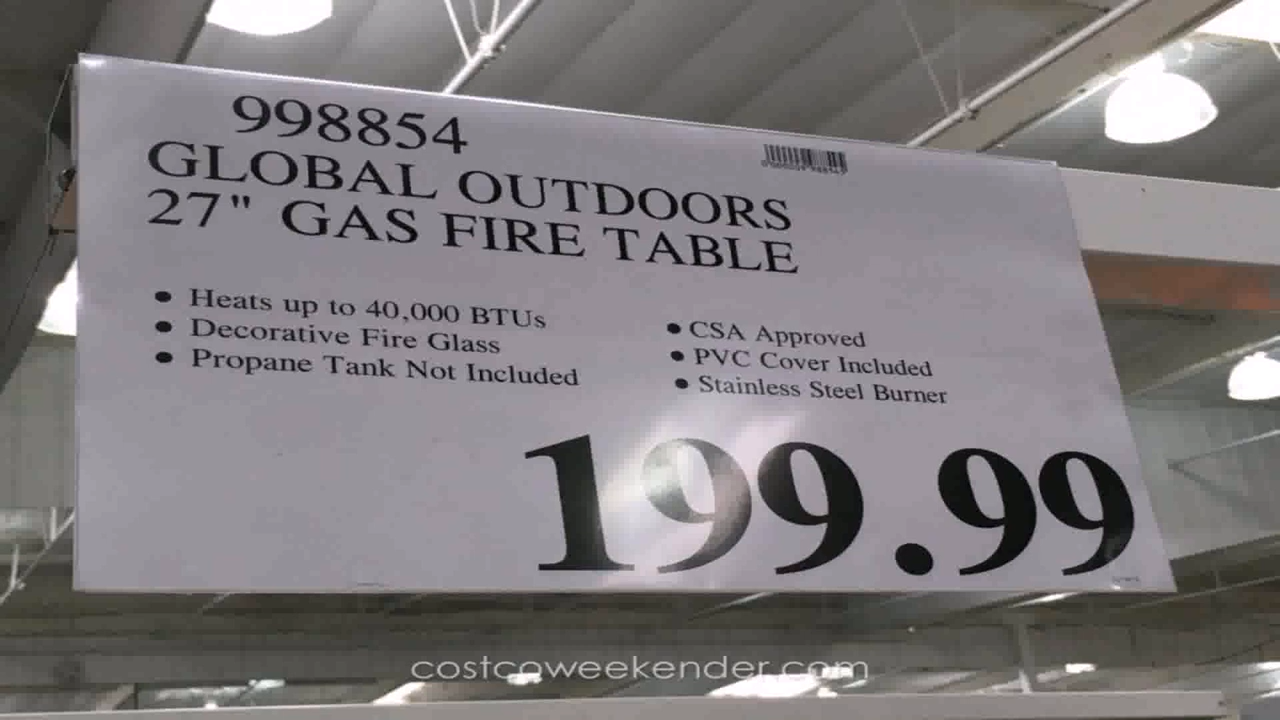 998854
GLOBAL OUTDOORS
27" GAS FIRE TABLE
• Heats up to 40,000 BTUs
• Decorative Fire Glass
• Propane Tank Not Included
• CSA Approved
• PVC Cover Included
• Stainless Steel Burner
199.99
costcoweekender.com